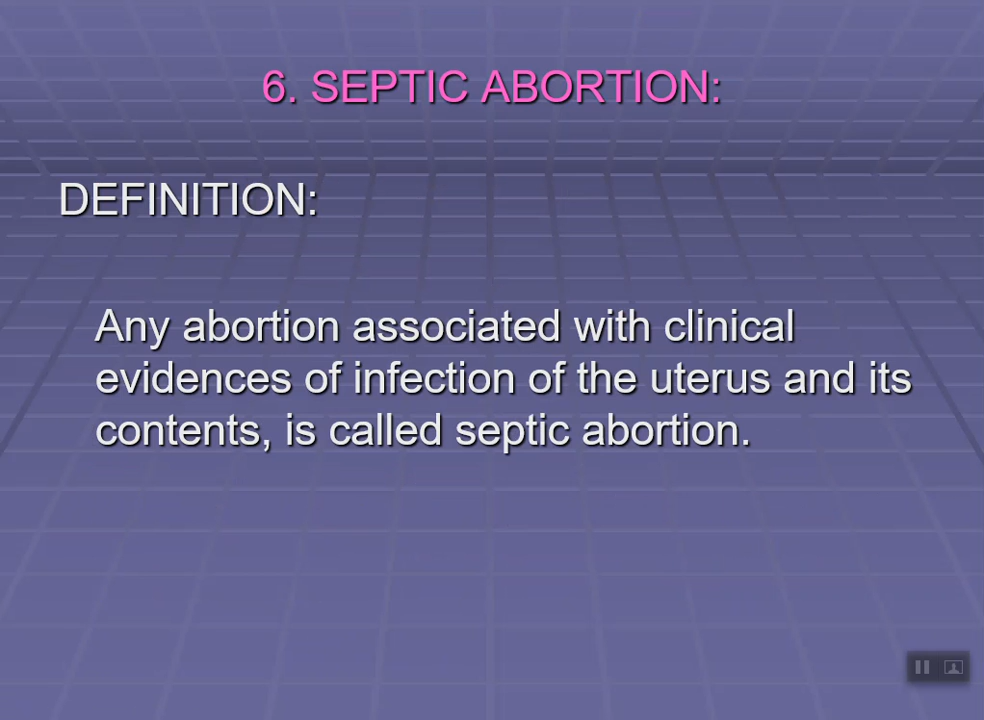 6. SEPTIC ABORTION:
DEFINITION:
Any abortion associated with clinical
evidences of infection of the uterus and its
contents, is called septic abortion.